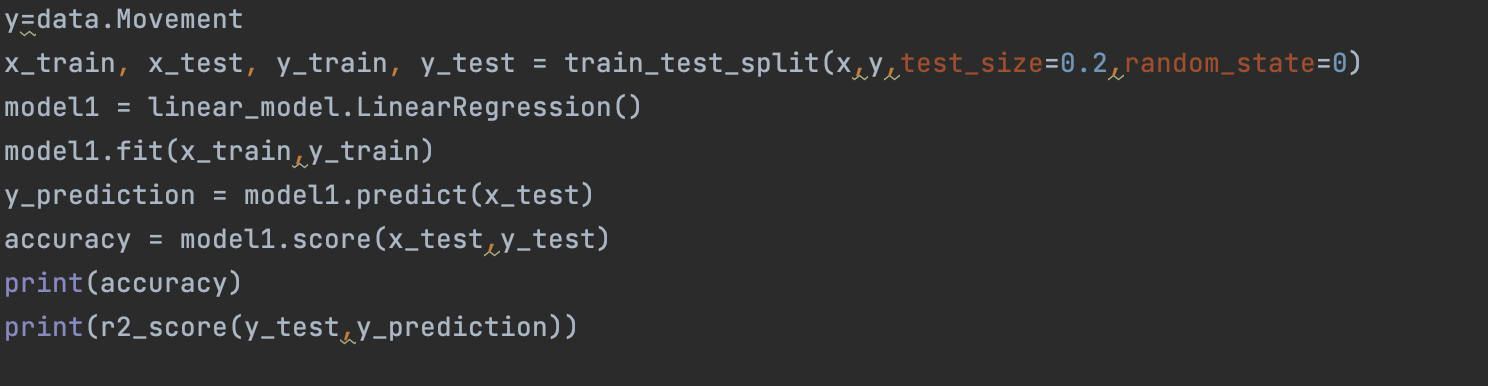 y=data.Movement
x_train, x_test, y_train, y_test = train_test_split(x,y,test_size=0.2,random_state=0)
model1 = linear_model.LinearRegression()
model1.fit(x_train,y_train)
y_prediction = model1.predict(x_test)
accuracy = model1.score(x_test,y_test)
print(accuracy)
print(r2_score(y_test,y_prediction))